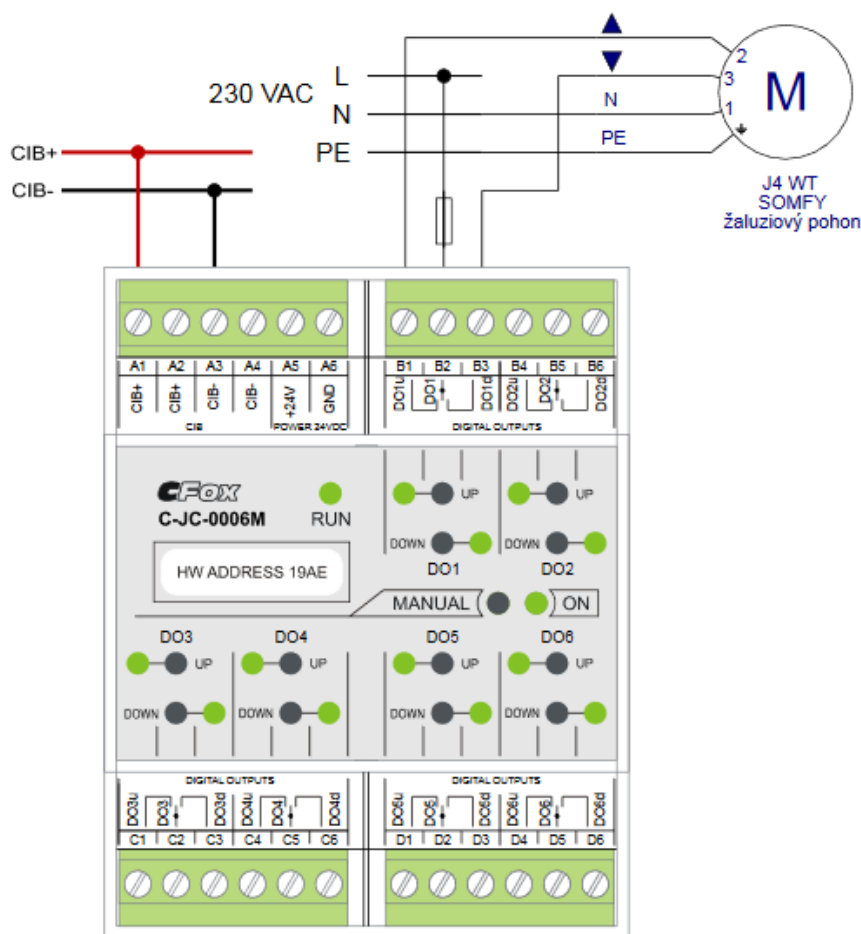 230 VAC
L
N
PE
CIB+
CIB-
N
PE
2
3
1
M
J4 WT
SOMFY
žaluziový pohon
A1 A2 A3 A4 A5 A6
CIB+ CIB+ CIB- CIB- +24V GND
CIB POWER 24VDC
B1 B2 B3 B4 B5 B6
DO1u DO1 DO1d DO2u DO2 DO2d
DIGITAL OUTPUTS
CFox
C-JC-0006M
RUN
HW ADDRESS 19AE
UP UP
DOWN DOWN
DO1 DO2
MANUAL ON
DO3 DO4 DO5 DO6
UP UP UP UP
DOWN DOWN DOWN DOWN
DIGITAL OUTPUTS DIGITAL OUTPUTS
DO3u DO3 DO3d DO4u DO4 DO4d
DO5u DO5 DO5d DO6u DO6 DO6d
C1 C2 C3 C4 C5 C6
D1 D2 D3 D4 D5 D6